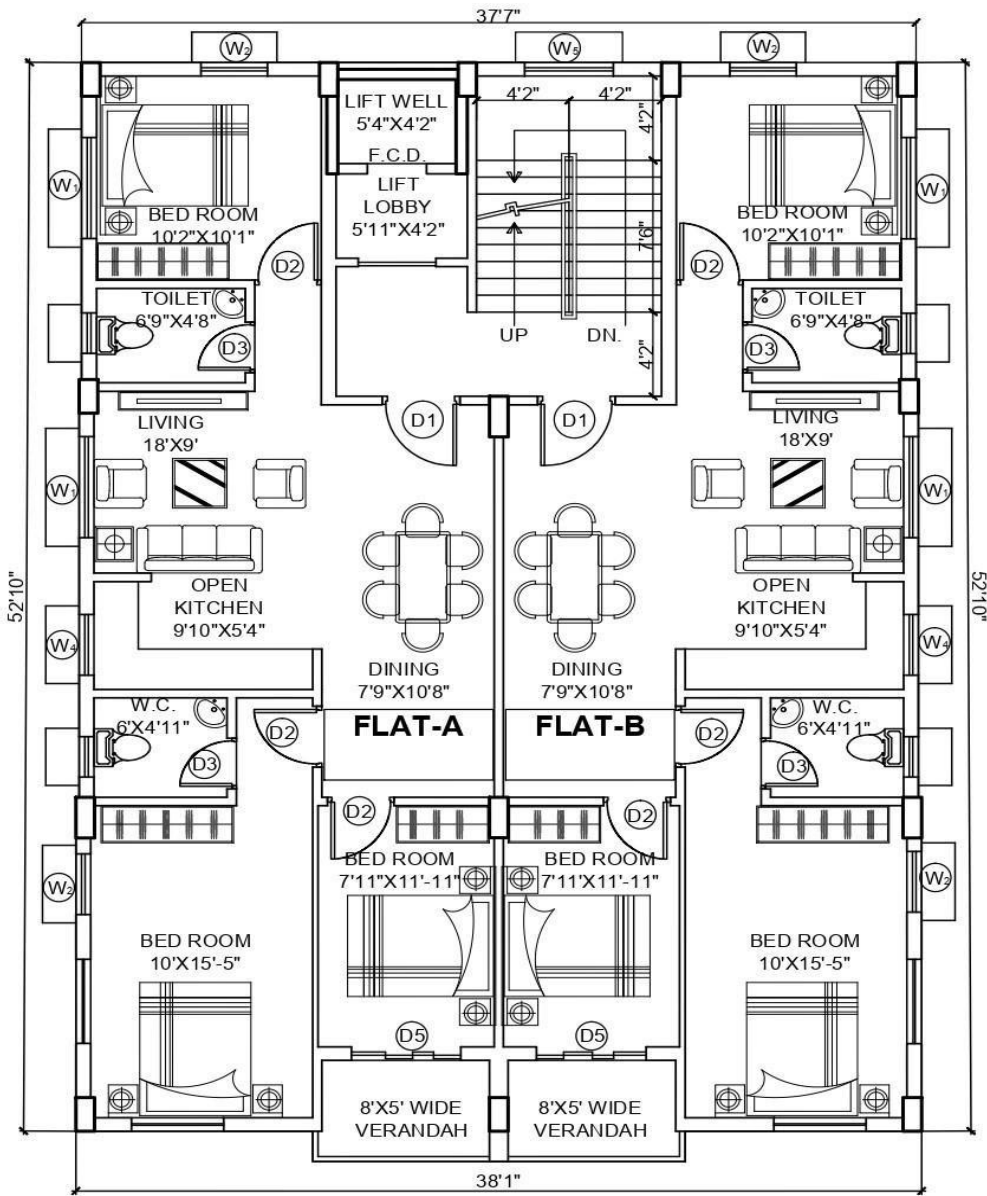 37'7"
W2
W5
W2
LIFT WELL
5'4"X4'2"
4'2"
4'2"
4'2"
F.C.D.
LIFT
LOBBY
5'11"X4'2"
W1
W1
BED ROOM
10'2"X10'1"
BED ROOM
10'2"X10'1"
7'6"
D2
D2
TOILET
6'9"X4'8"
TOILET
6'9"X4'8"
UP
DN.
4'2"
D3
D3
D1
D1
LIVING
18'X9'
LIVING
18'X9'
W1
W1
52'10"
52'10"
OPEN
KITCHEN
9'10"X5'4"
OPEN
KITCHEN
9'10"X5'4"
W4
W4
DINING
7'9"X10'8"
DINING
7'9"X10'8"
W.C.
6'X4'11"
W.C.
6'X4'11"
FLAT-A
FLAT-B
D2
D2
D3
D3
D2
D2
BED ROOM
7'11"X11'-11"
BED ROOM
7'11'X11'-11"
W2
W2
BED ROOM
10'X15'-5"
BED ROOM
10'X15'-5"
D5
D5
8'X5' WIDE
VERANDAH
8'X5' WIDE
VERANDAH
38'1"